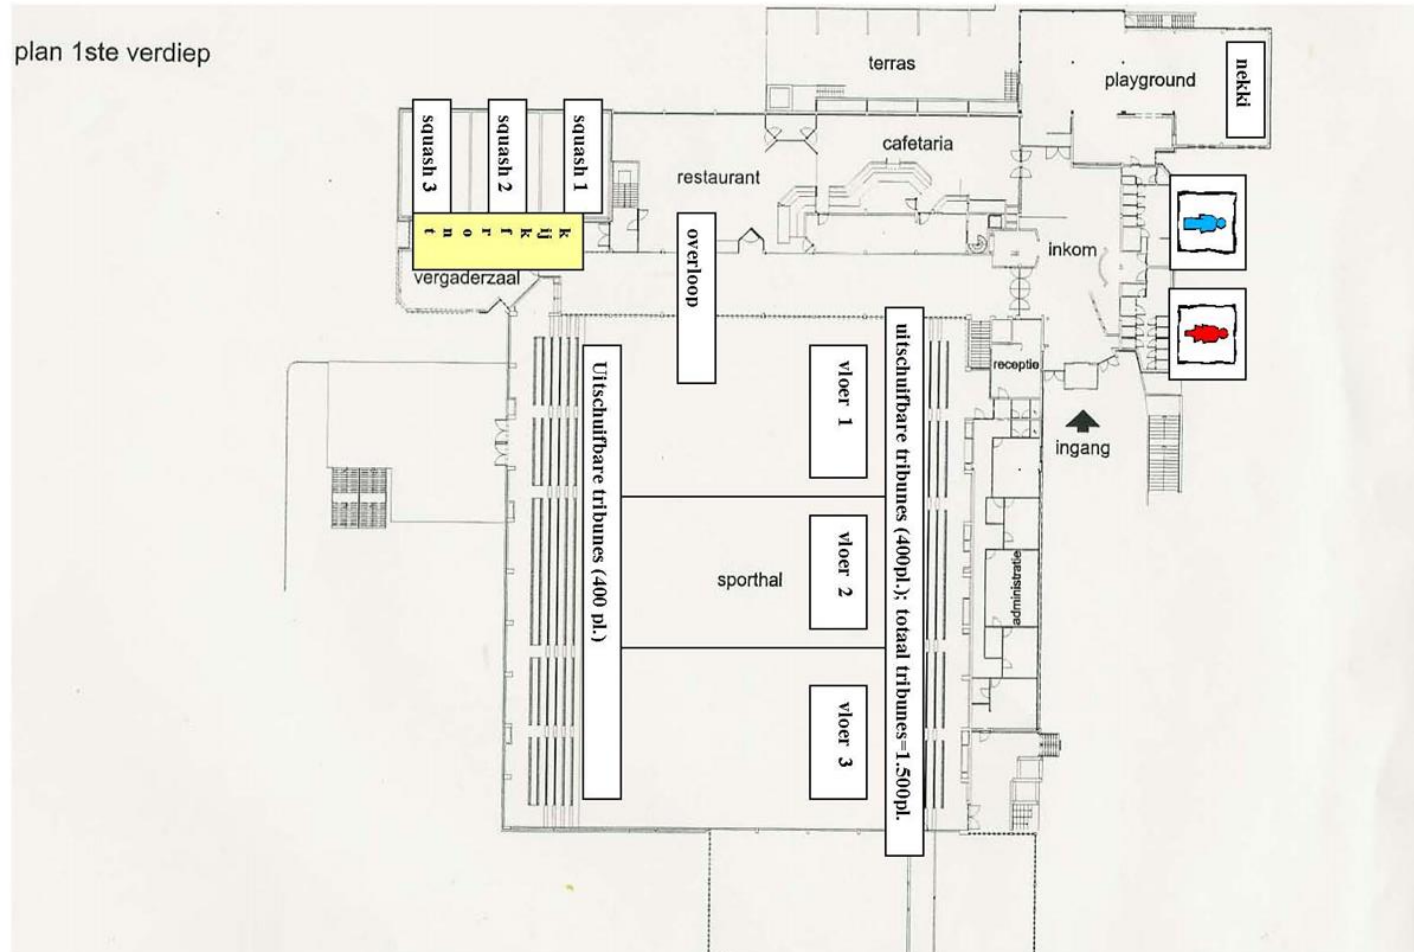 plan 1ste verdiep
terras
playground
nekki
squash 3
squash 2
squash 1
cafetaria
restaurant
t n o r f k ij k
overloop
inkom
vergaderzaal
Uitschuifbare tribunes (400 pl.)
vloer 1
uitschuifbare tribunes (400pl.); totaal tribunes=1.500pl.
receptie
ingang
vloer 2
sporthal
administratie
vloer 3